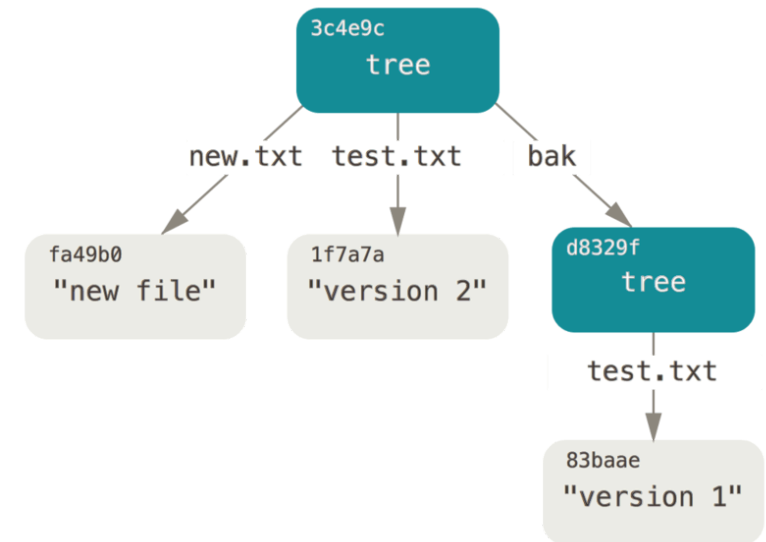 3c4e9c
tree
new.txt test.txt bak
fa49b0
"new file"
1f7a7a
"version 2"
d8329f
tree
test.txt
83baae
"version 1"